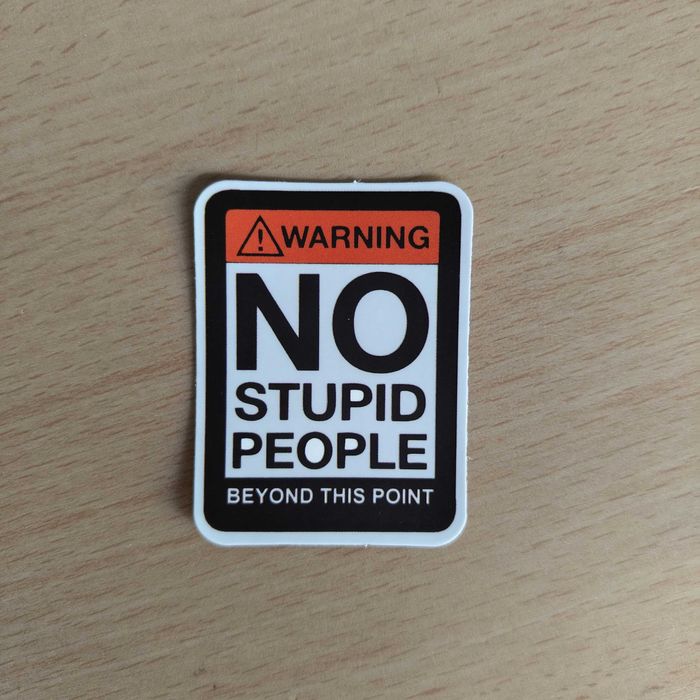 WARNING
NO
STUPID
PEOPLE
BEYOND THIS POINT